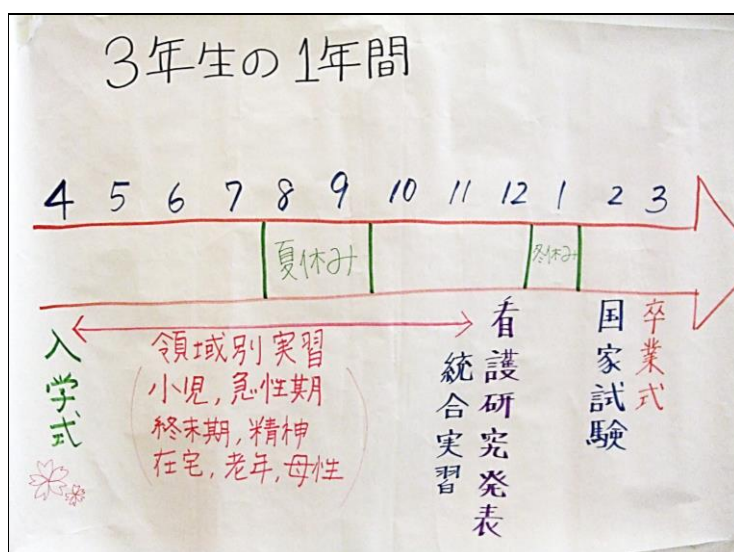 3年生の1年間
4 5 6 7 8 9 10 11 12 1 2 3
夏休み
冬休み
入学式
領域別実習
(小児,急性期
終末期,精神
在宅,老年,母性)
統合実習
看護研究発表
国家試験
卒業式